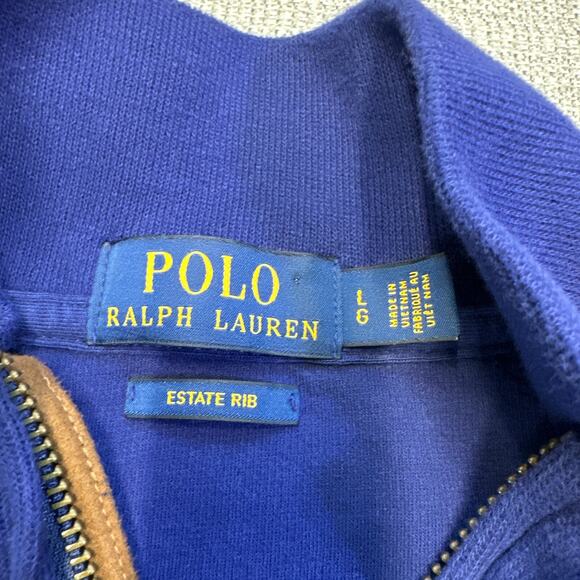 POLO
RALPH LAUREN
L
G
MADE IN
VIETNAM
FABRIQUÉ AU
VIÊT NAM
ESTATE RIB